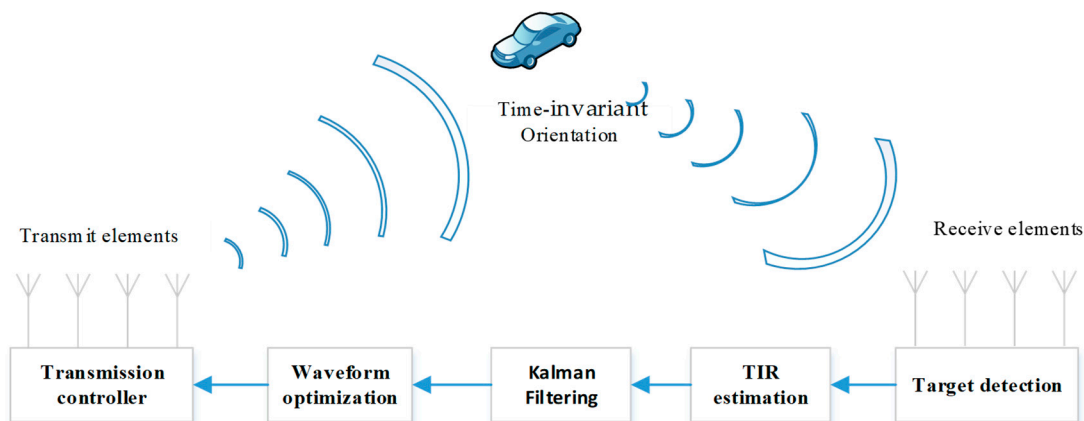 Time-invariant
Orientation
Transmit elements
Receive elements
Transmission
controller
Waveform
optimization
Kalman
Filtering
TIR
estimation
Target detection